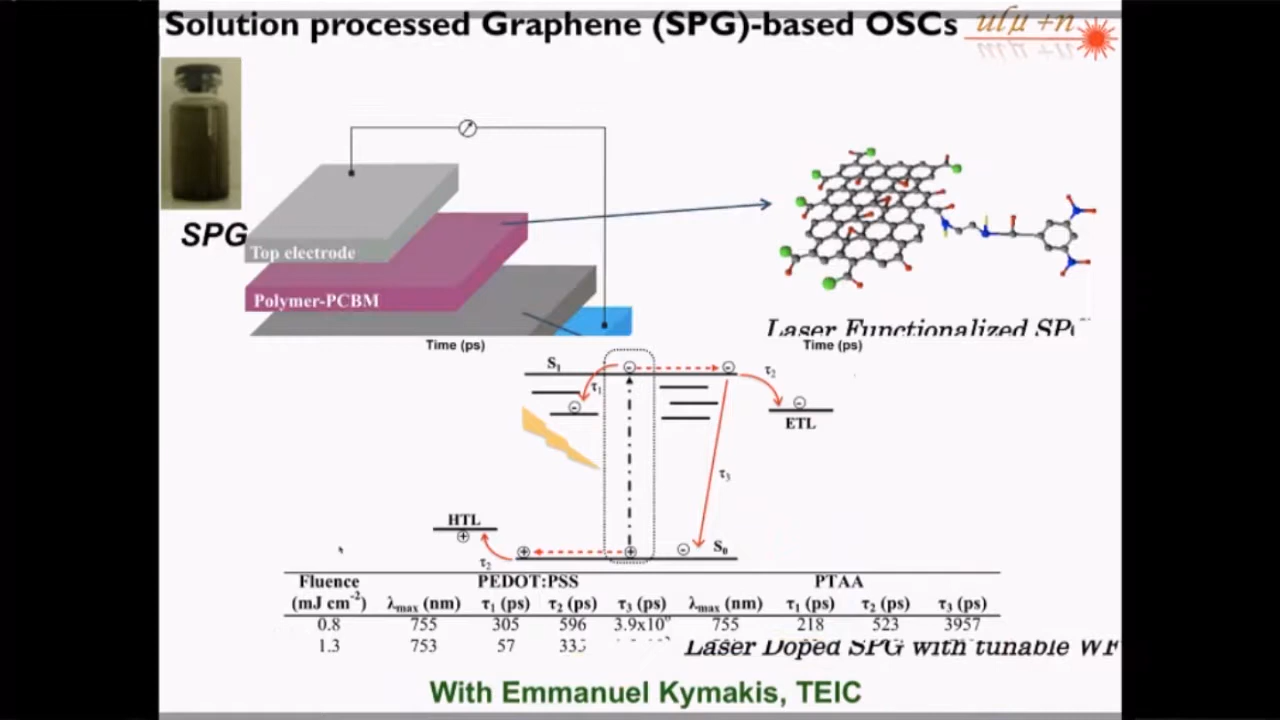 Solution processed Graphene (SPG)-based OSCs
ulμ +n
SPG
Top electrode
Polymer-PCBM
Laser Functionalized
Time (ps)
Time (ps)
S₁
τ₁
τ₂
ETL
τ₃
HTL
S₀
τ₂
Fluence PEDOT:PSS PTAA
(mJ cm⁻²) λmax (nm) τ₁ (ps) τ₂ (ps) τ₃ (ps) λmax (nm) τ₁ (ps) τ₂ (ps) τ₃ (ps)
0.8 755 305 596 755 218 523 3957
1.3 753 57
Laser Doped SPG with tunable WF
With Emmanuel Kymakis, TEIC